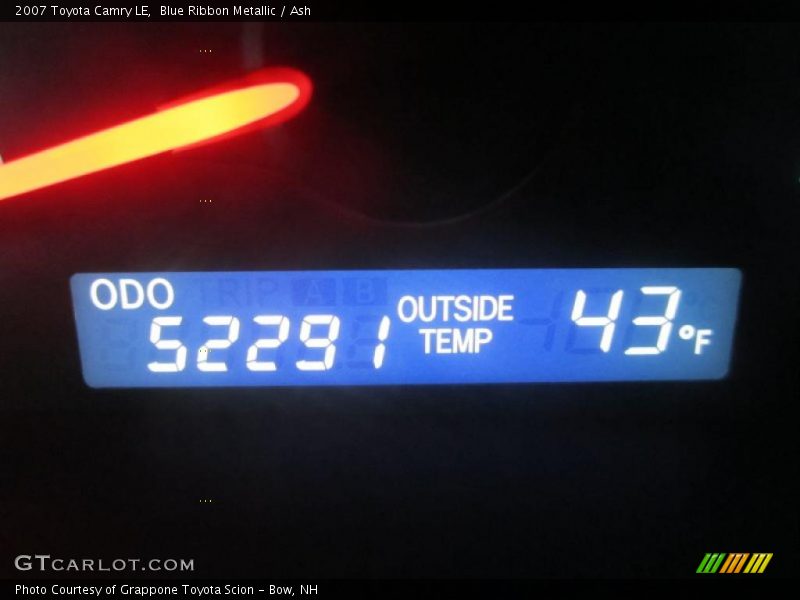 2007 Toyota Camry LE,  Blue Ribbon Metallic / Ash
...
...
ODO TRIP A B
52291
OUTSIDE
TEMP
43°F
...
GTCARLOT.COM
Photo Courtesy of Grappone Toyota Scion - Bow, NH